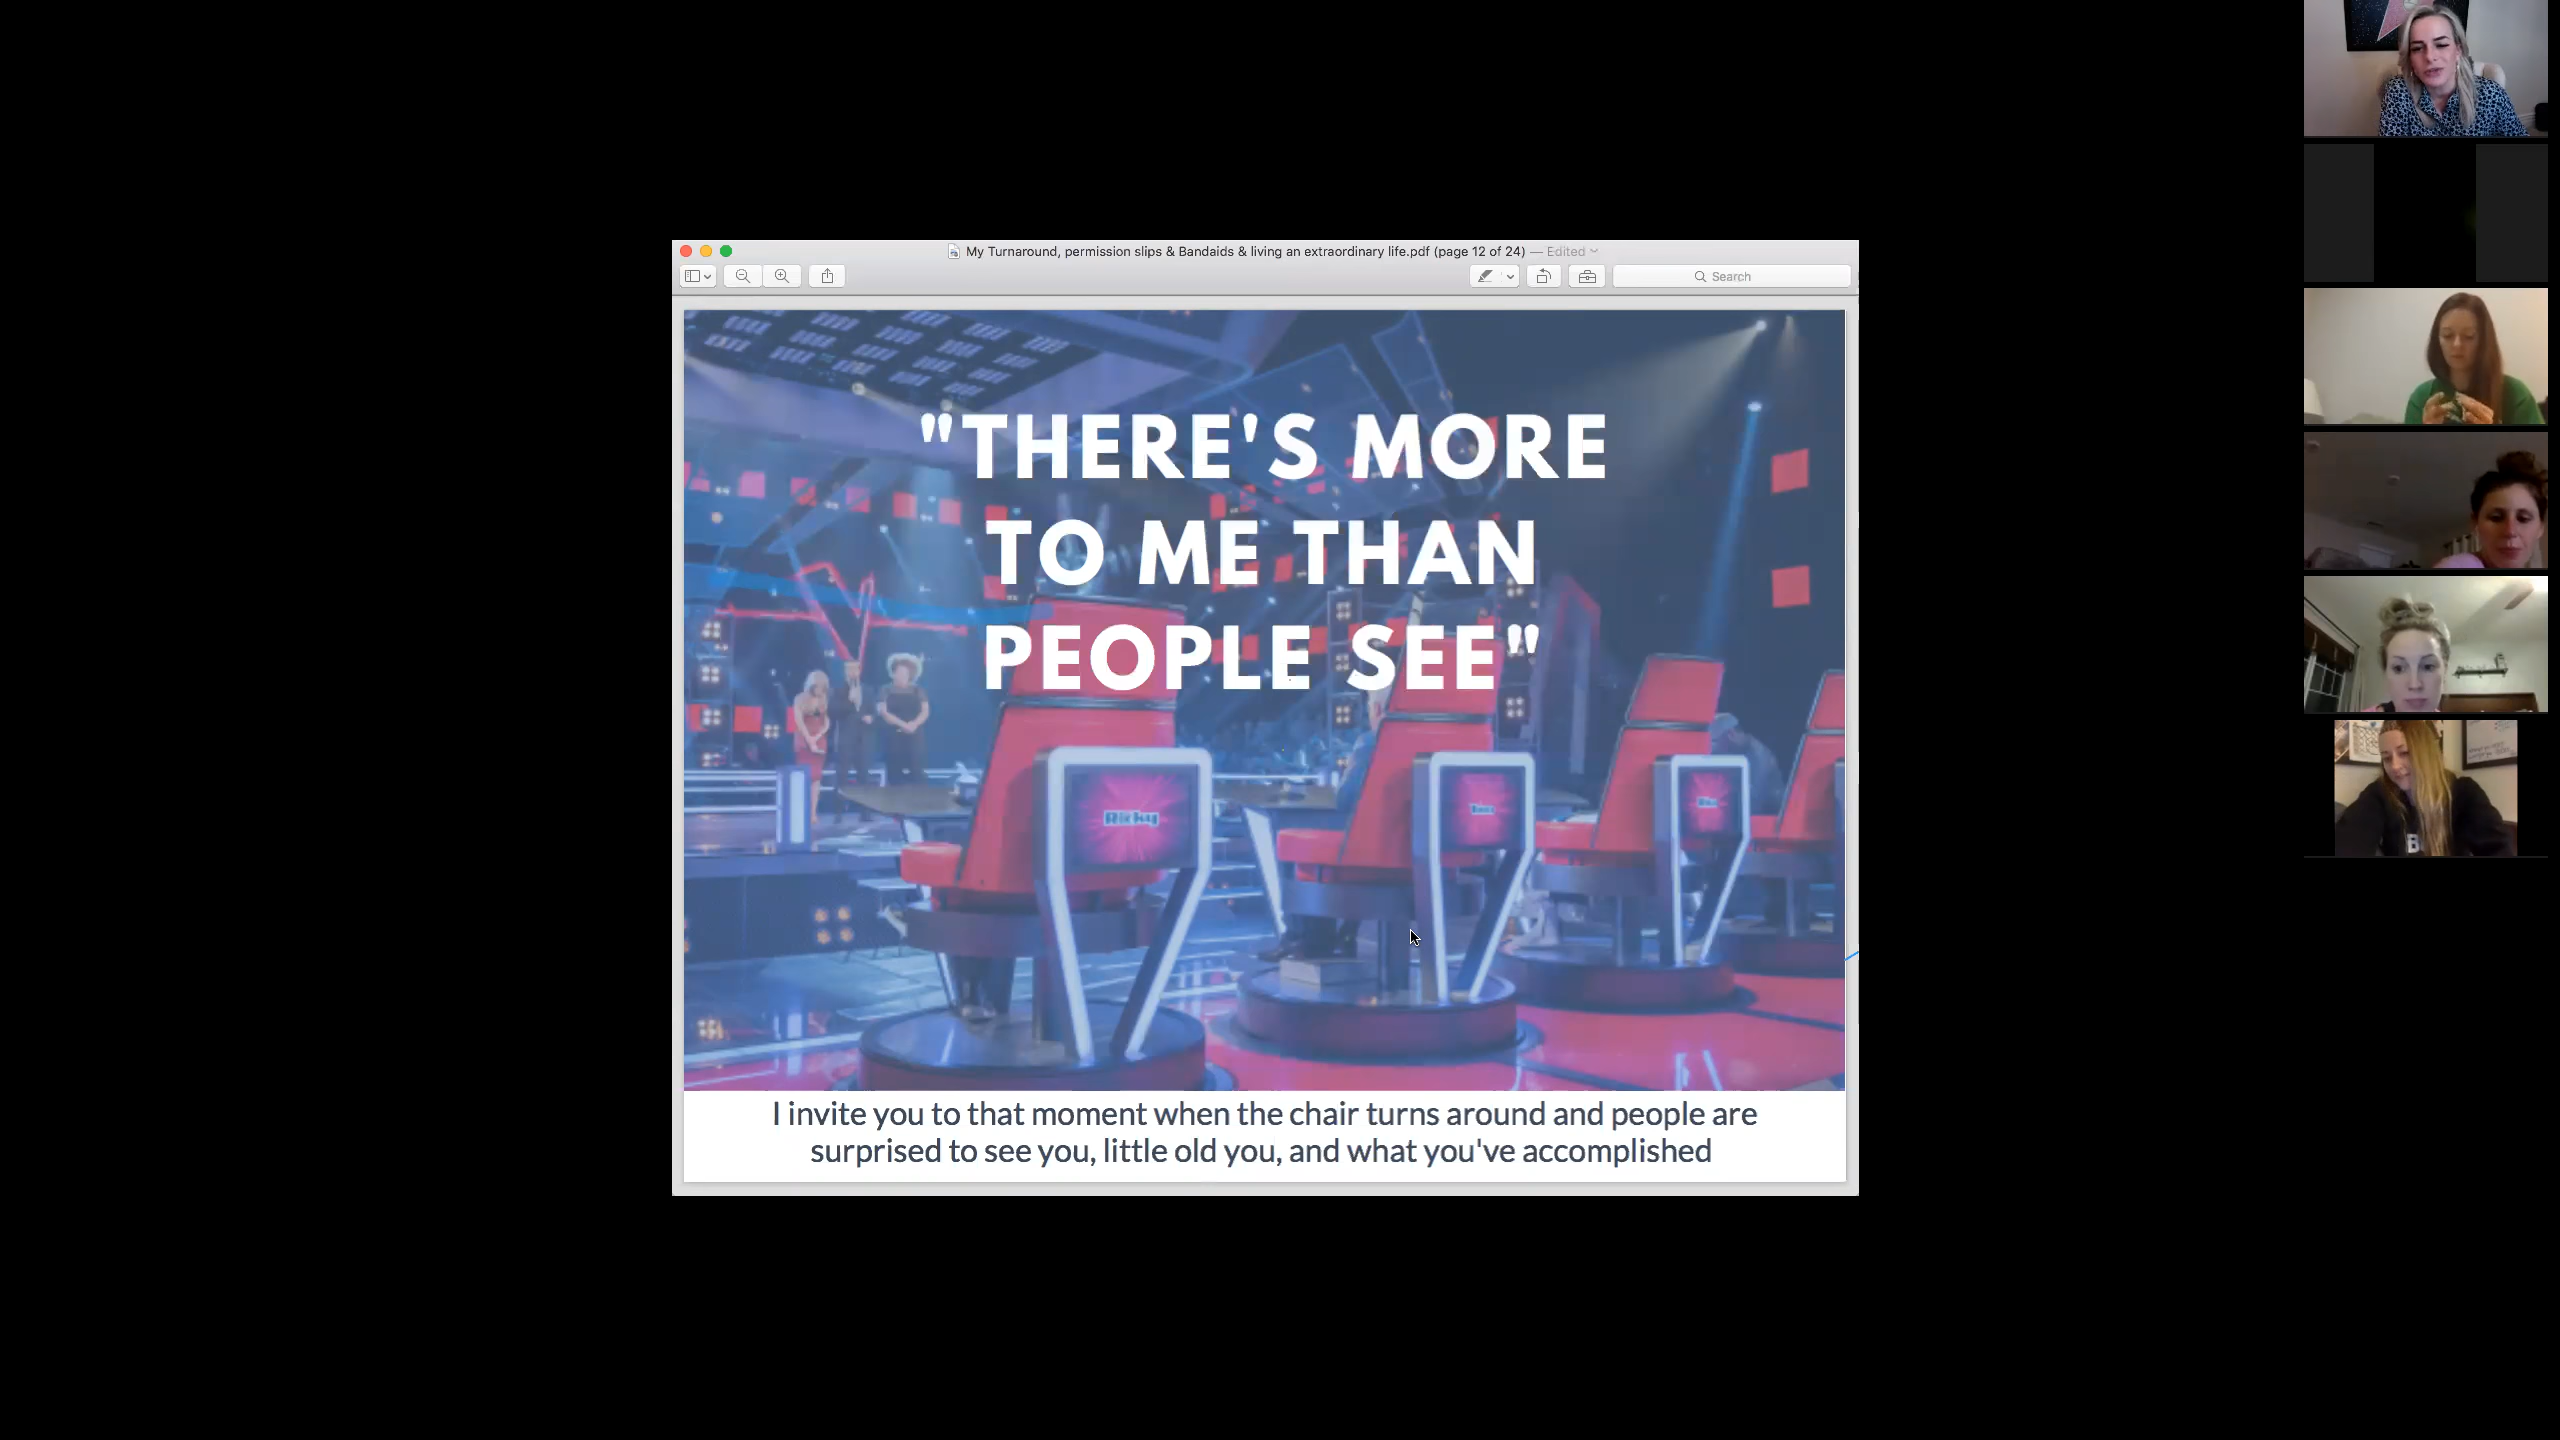 My Turnaround, permission slips & Bandaids & living an extraordinary life.pdf (page 12 of 24) — Edited
Search
"THERE'S MORE
TO ME THAN
PEOPLE SEE"
Ricky
I invite you to that moment when the chair turns around and people are
surprised to see you, little old you, and what you've accomplished